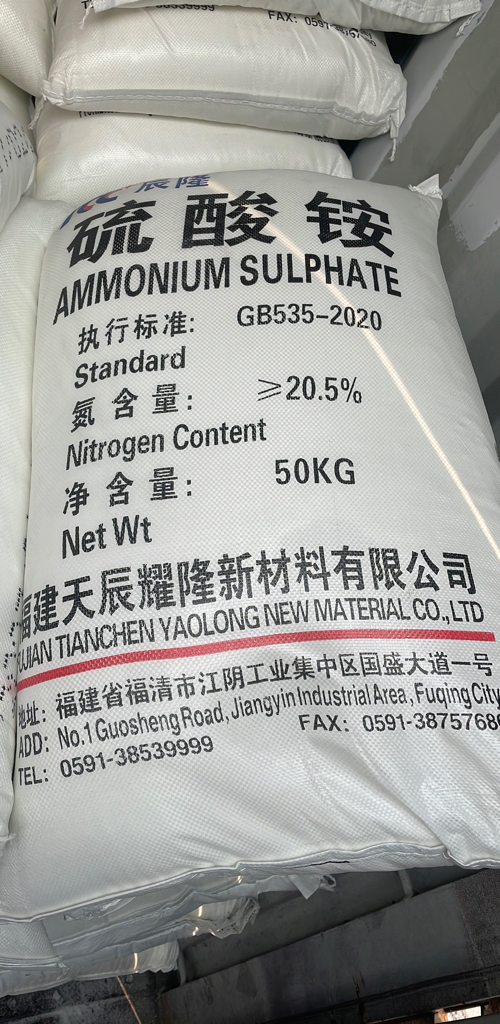 38539999
FAX: 0591-
辰隆
硫酸铵
AMMONIUM SULPHATE
执行标准: GB535-2020
Standard
氮含量: ≥20.5%
Nitrogen Content
净含量: 50KG
Net Wt
福建天辰耀隆新材料有限公司
FUJIAN TIANCHEN YAOLONG NEW MATERIAL CO.,LTD
地址: 福建省福清市江阴工业集中区国盛大道一号
ADD: No.1 Guosheng Road, Jiangyin Industrial Area, Fuqing City
TEL: 0591-38539999 FAX: 0591-3875768